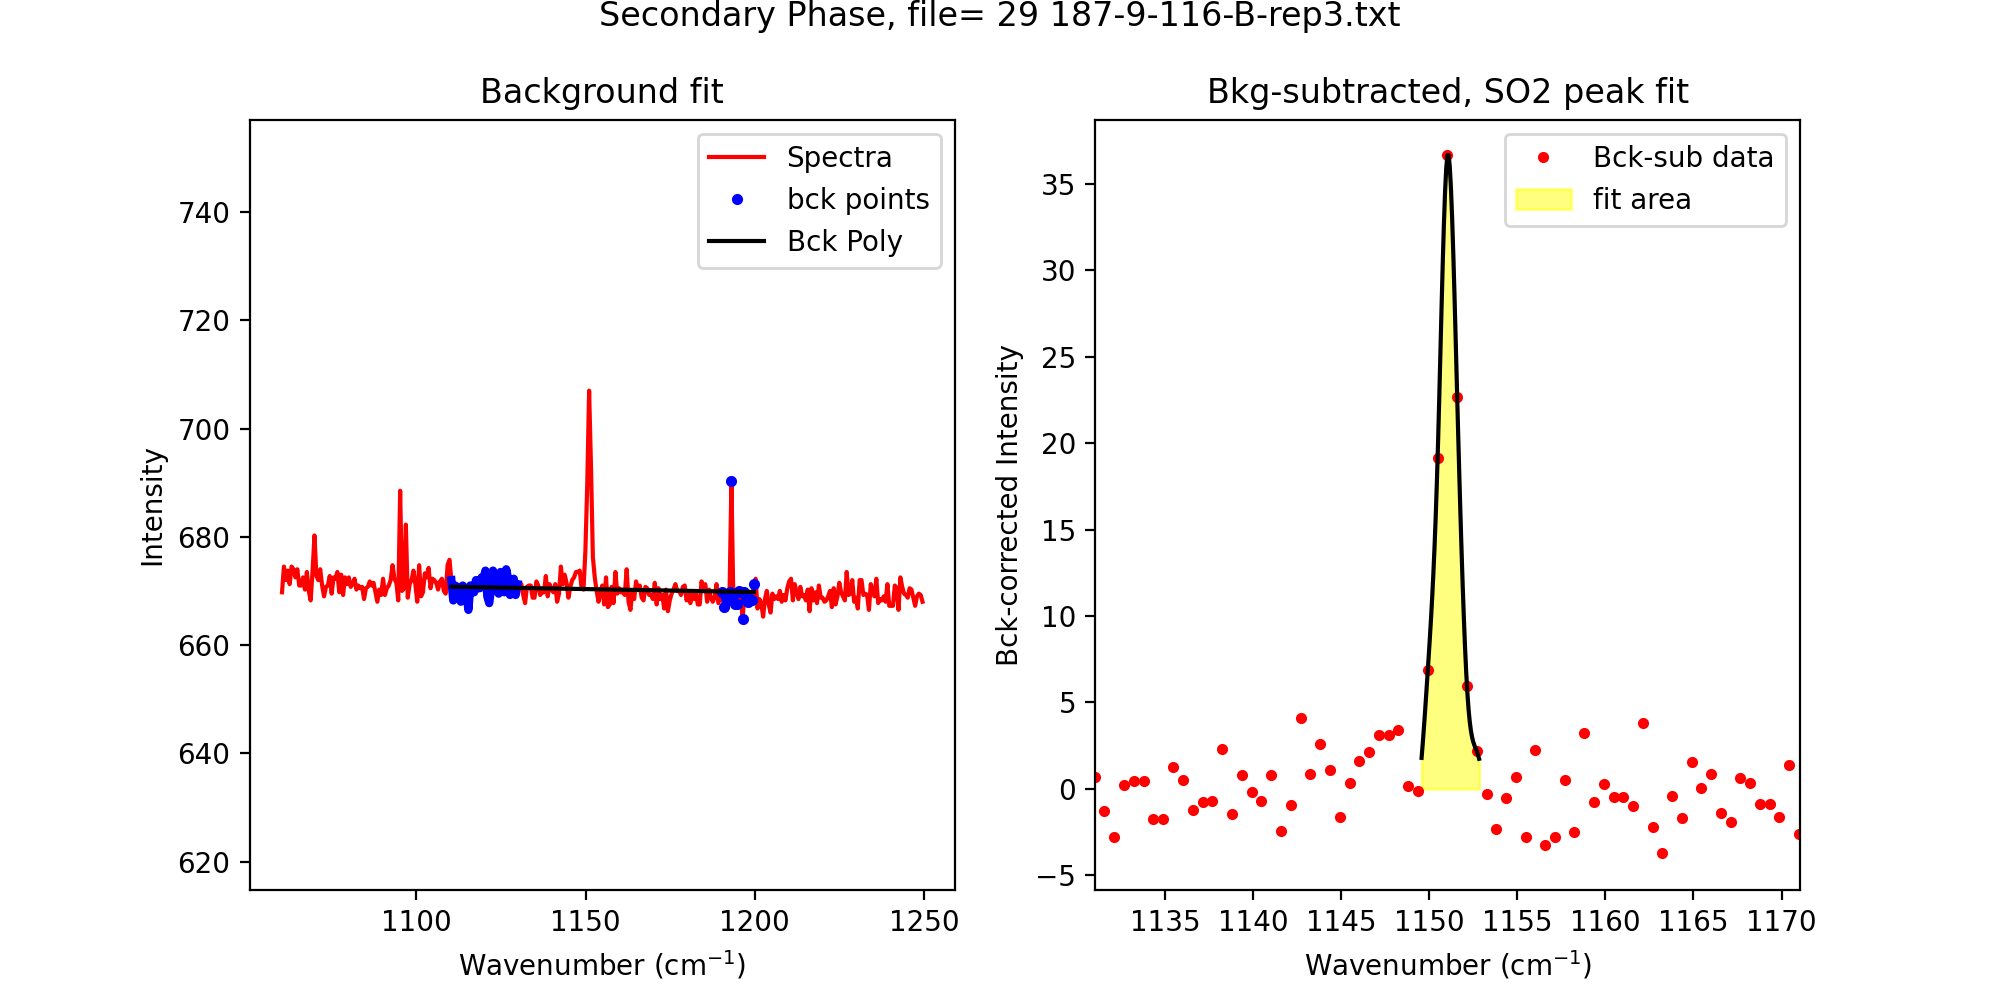 Secondary Phase, file= 29 187-9-116-B-rep3.txt
Background fit
Spectra
bck points
Bck Poly
740
720
700
680
660
640
620
Intensity
1100 1150 1200 1250
Wavenumber (cm⁻¹)
Bkg-subtracted, SO2 peak fit
Bck-sub data
fit area
35
30
25
20
15
10
5
0
−5
Bck-corrected Intensity
1135 1140 1145 1150 1155 1160 1165 1170
Wavenumber (cm⁻¹)